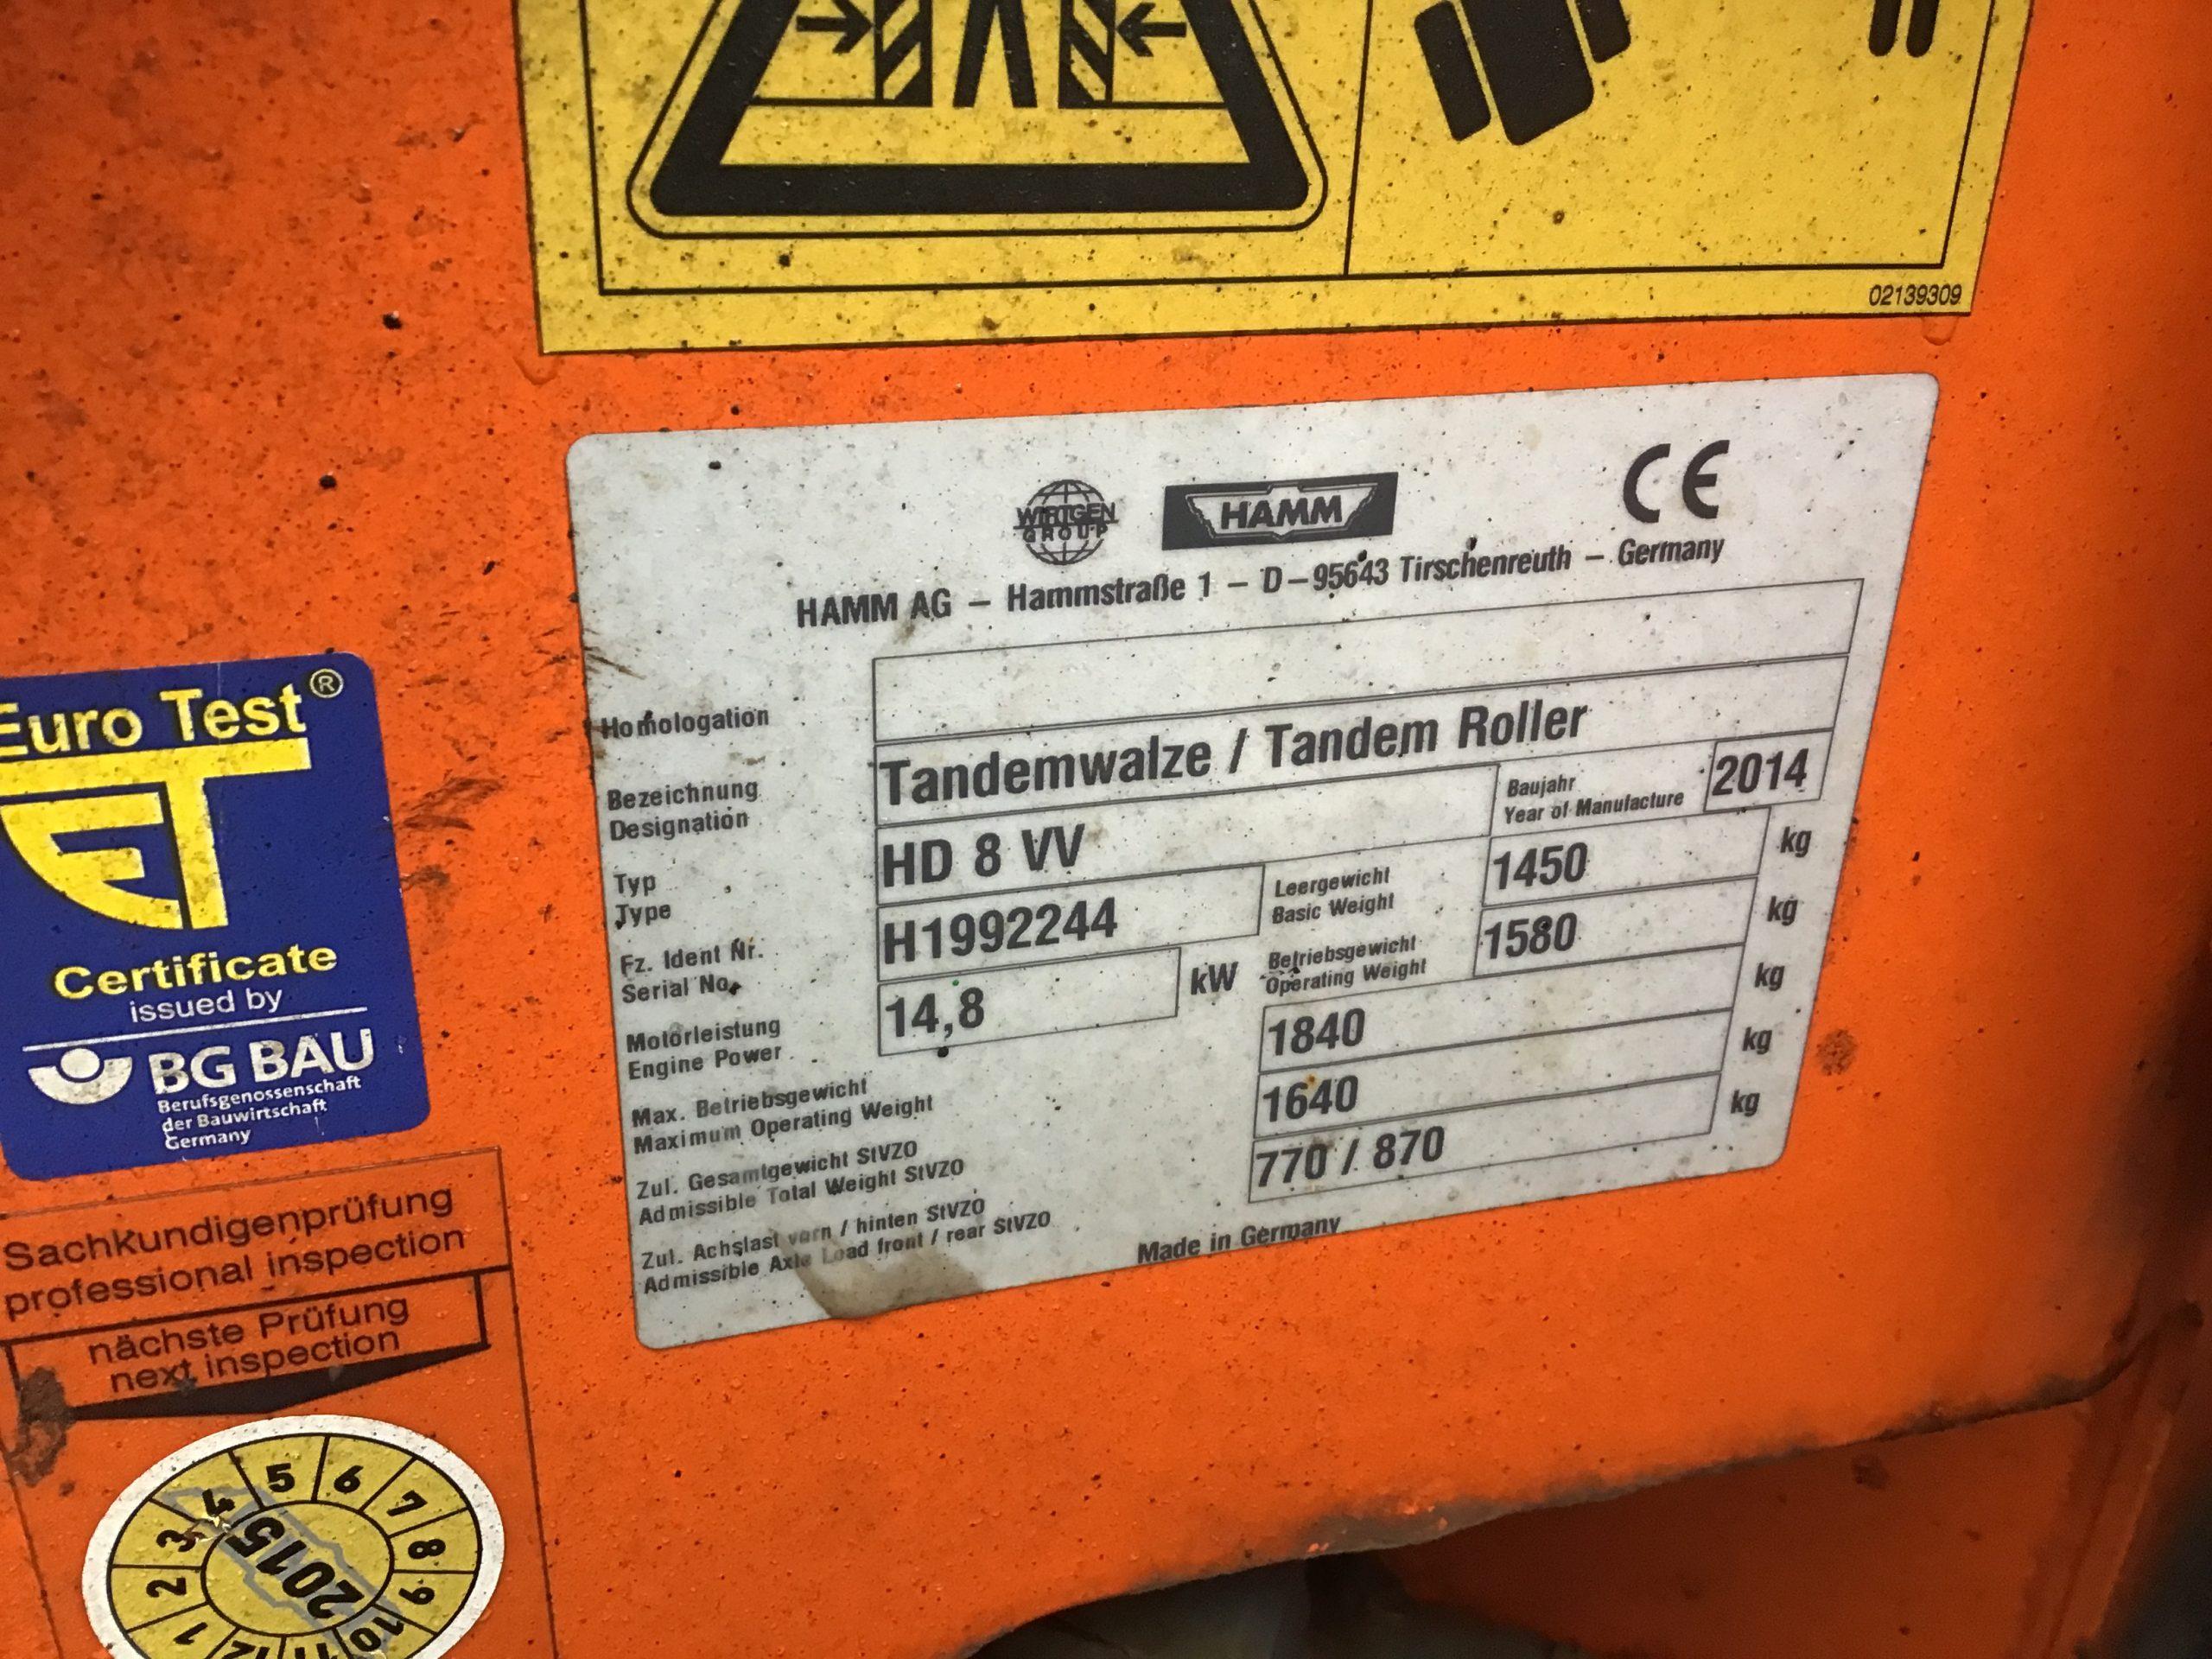 02139309
WIRTGEN
GROUP
HAMM
CE
HAMM AG – Hammstraße 1 – D–95643 Tirschenreuth – Germany
Homologation
Bezeichnung
Designation
Tandemwalze / Tandem Roller
Typ
Type
HD 8 VV
Baujahr
Year of Manufacture
2014
Fz. Ident Nr.
Serial No.
H1992244
Leergewicht
Basic Weight
1450 kg
Motorleistung
Engine Power
14,8 kW
Betriebsgewicht
Operating Weight
1580 kg
Max. Betriebsgewicht
Maximum Operating Weight
1840 kg
Zul. Gesamtgewicht StVZO
Admissible Total Weight StVZO
1640 kg
Zul. Achslast vorn / hinten StVZO
Admissible Axle Load front / rear StVZO
770 / 870 kg
Made in Germany
Euro Test®
ET
Certificate
issued by
BG BAU
Berufsgenossenschaft
der Bauwirtschaft
Germany
Sachkundigenprüfung
professional inspection
nächste Prüfung
next inspection
1 2 3 4 5 6 7 8 9 10 11 12
2015